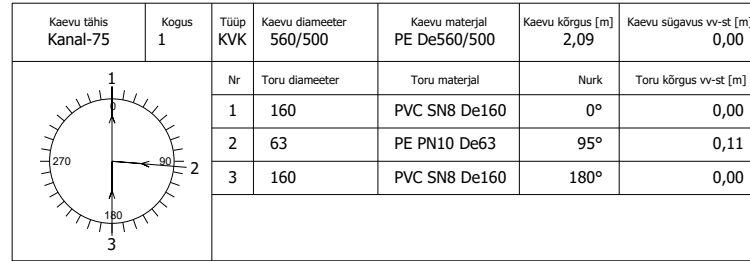 Kaevu tähis Kogus Tüüp Kaevu diameeter Kaevu materjal Kaevu kõrgus [m] Kaevu sügavus vv-st [m]
Kanal-75 1 KVK 560/500 PE De560/500 2,09 0,00
Nr Toru diameeter Toru materjal Nurk Toru kõrgus vv-st [m]
1 160 PVC SN8 De160 0° 0,00
2 63 PE PN10 De63 95° 0,11
3 160 PVC SN8 De160 180° 0,00
1
0
270 90 2
180
3